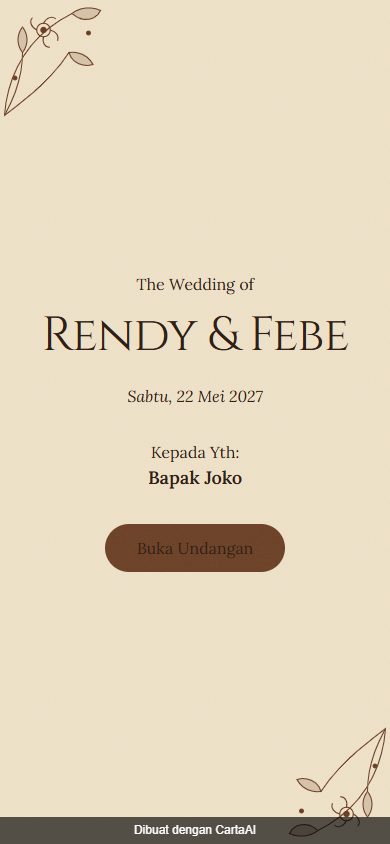 The Wedding of
Rendy & Febe
Sabtu, 22 Mei 2027
Kepada Yth:
Bapak Joko
Buka Undangan
Dibuat dengan CartaAI